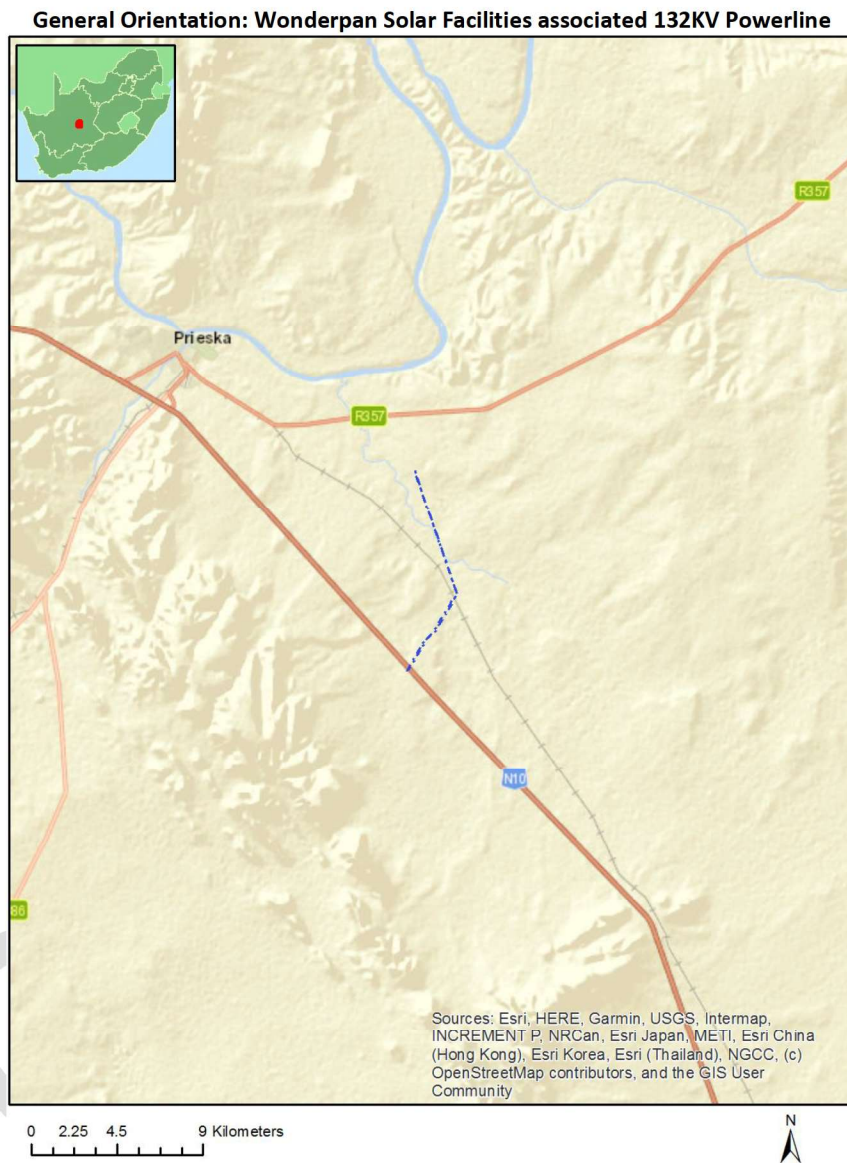 General Orientation: Wonderpan Solar Facilities associated 132KV Powerline
R357
Prieska
R357
N10
86
Sources: Esri, HERE, Garmin, USGS, Intermap,
INCREMENT P, NRCan, Esri Japan, METI, Esri China
(Hong Kong), Esri Korea, Esri (Thailand), NGCC, (c)
OpenStreetMap contributors, and the GIS User
Community
0 2.25 4.5 9 Kilometers
N